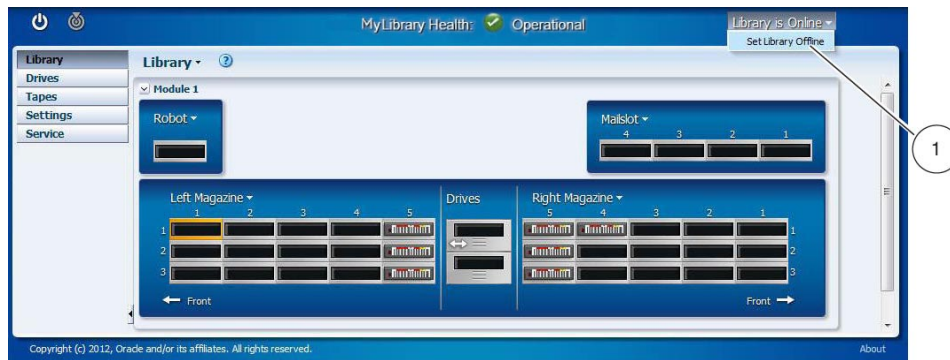 MyLibrary Health: Operational
Library is Online
Set Library Offline
1
Library
Drives
Tapes
Settings
Service
Library
?
Module 1
Robot
Mailslot
4 3 2 1
Left Magazine
1 2 3 4 5
1
2
3
Front
Drives
Right Magazine
5 4 3 2 1
1
2
3
Front
Copyright (c) 2012, Oracle and/or its affiliates. All rights reserved.
About